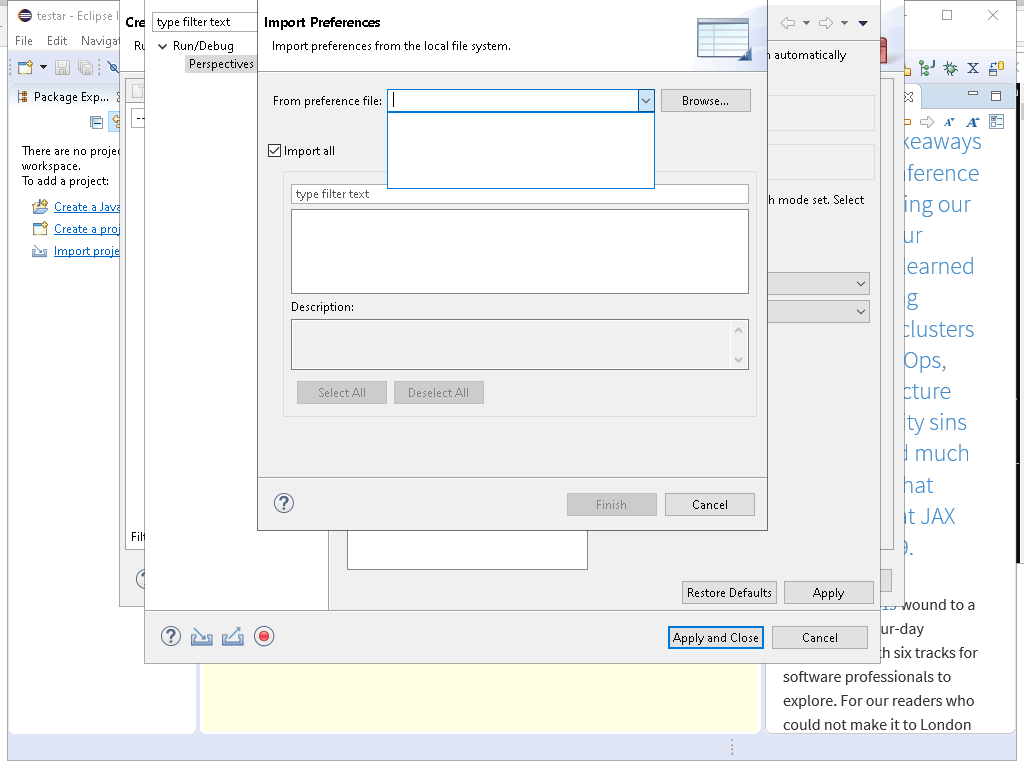 testar - Eclipse I
File Edit Naviga
Package Exp...
There are no proje
workspace.
To add a project:
Create a Java
Create a proj
Import proje
Cre
Ru
---
Filt
type filter text
Run/Debug
Perspectives
Import Preferences
Import preferences from the local file system.
From preference file:
Browse...
Import all
type filter text
Description:
Select All
Deselect All
Finish
Cancel
automatically
h mode set. Select
Restore Defaults
Apply
Apply and Close
Cancel
keaways
ference
ing our
ur
learned
g
clusters
Ops,
cture
ity sins
d much
hat
at JAX
9.
wound to a
ur-day
th six tracks for
software professionals to
explore. For our readers who
could not make it to London